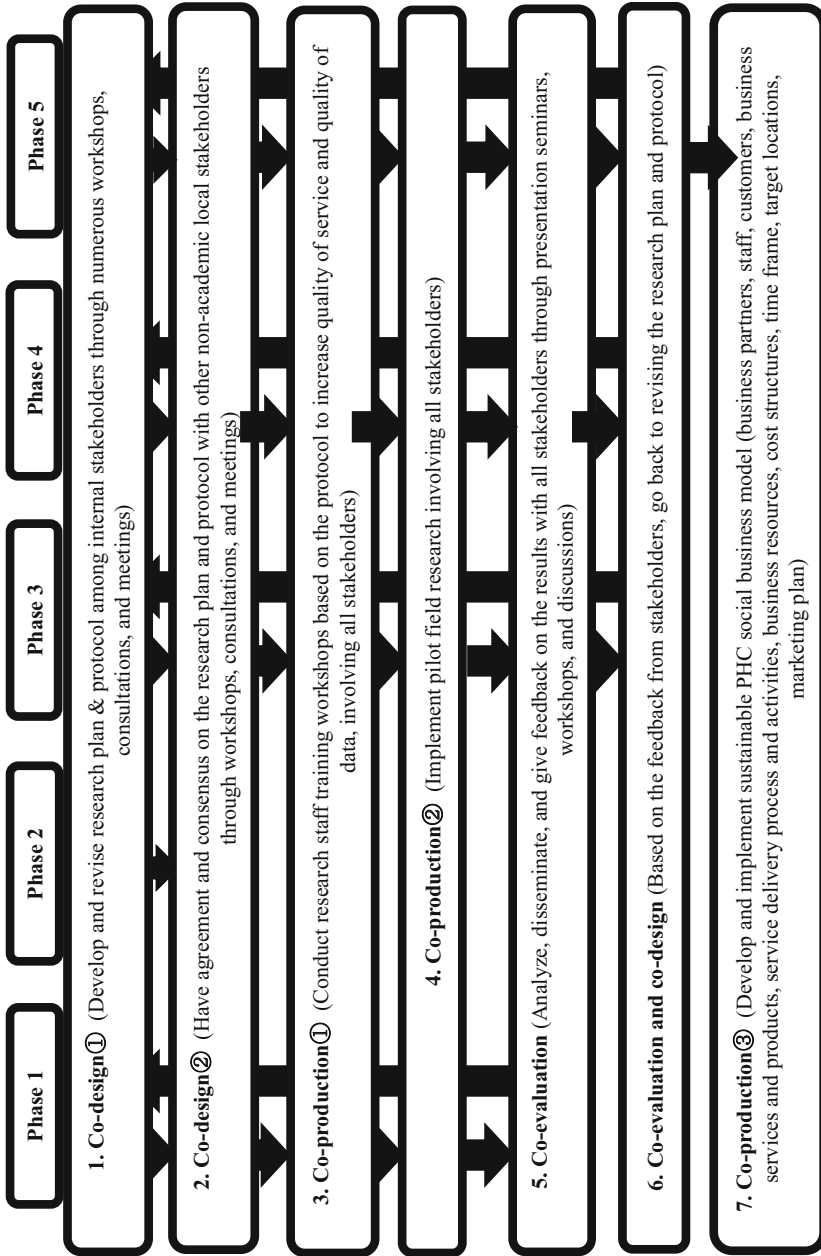 Phase 1
Phase 2
Phase 3
Phase 4
Phase 5
1. Co-design① (Develop and revise research plan & protocol among internal stakeholders through numerous workshops,
consultations, and meetings)
2. Co-design② (Have agreement and consensus on the research plan and protocol with other non-academic local stakeholders
through workshops, consultations, and meetings)
3. Co-production① (Conduct research staff training workshops based on the protocol to increase quality of service and quality of
data, involving all stakeholders)
4. Co-production② (Implement pilot field research involving all stakeholders)
5. Co-evaluation (Analyze, disseminate, and give feedback on the results with all stakeholders through presentation seminars,
workshops, and discussions)
6. Co-evaluation and co-design (Based on the feedback from stakeholders, go back to revising the research plan and protocol)
7. Co-production③ (Develop and implement sustainable PHC social business model (business partners, staff, customers, business
services and products, service delivery process and activities, business resources, cost structures, time frame, target locations,
marketing plan)